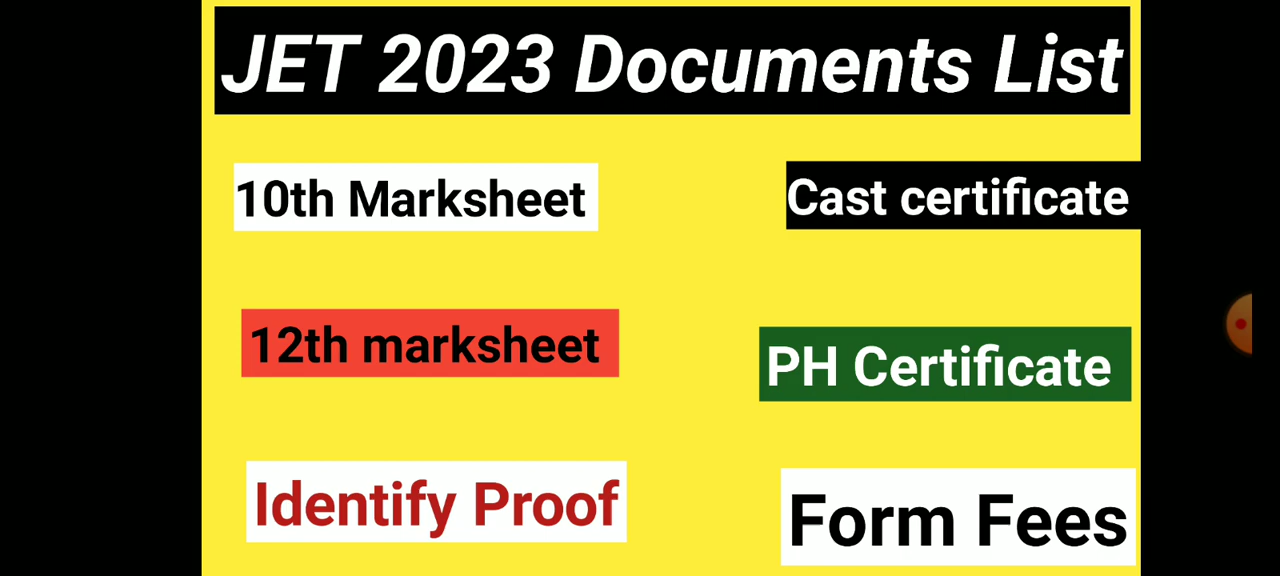 JET 2023 Documents List
10th Marksheet
Cast certificate
12th marksheet
PH Certificate
Identify Proof
Form Fees